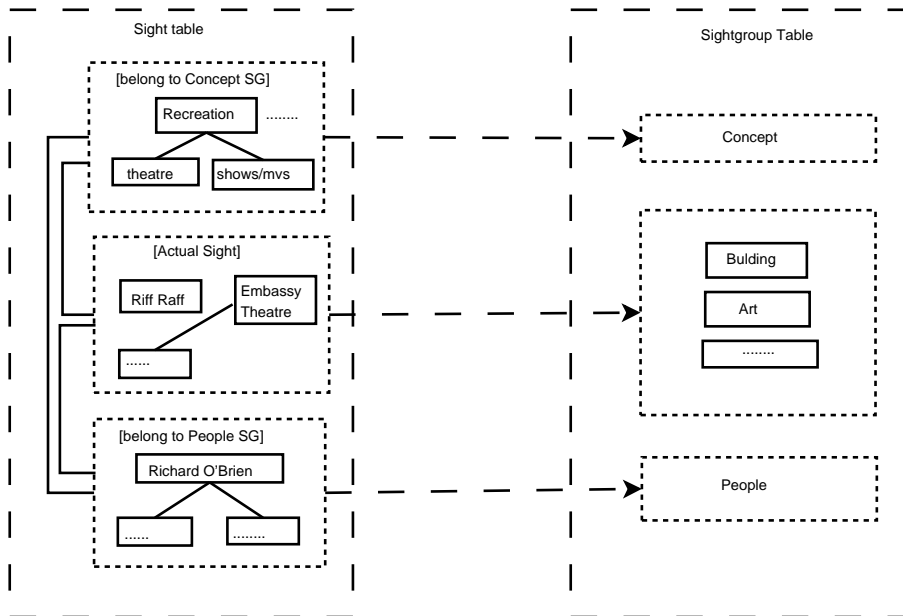 Sight table
[belong to Concept SG]
Recreation ........
theatre
shows/mvs
[Actual Sight]
Riff Raff
Embassy
Theatre
......
[belong to People SG]
Richard O'Brien
......
........
Sightgroup Table
Concept
Bulding
Art
........
People